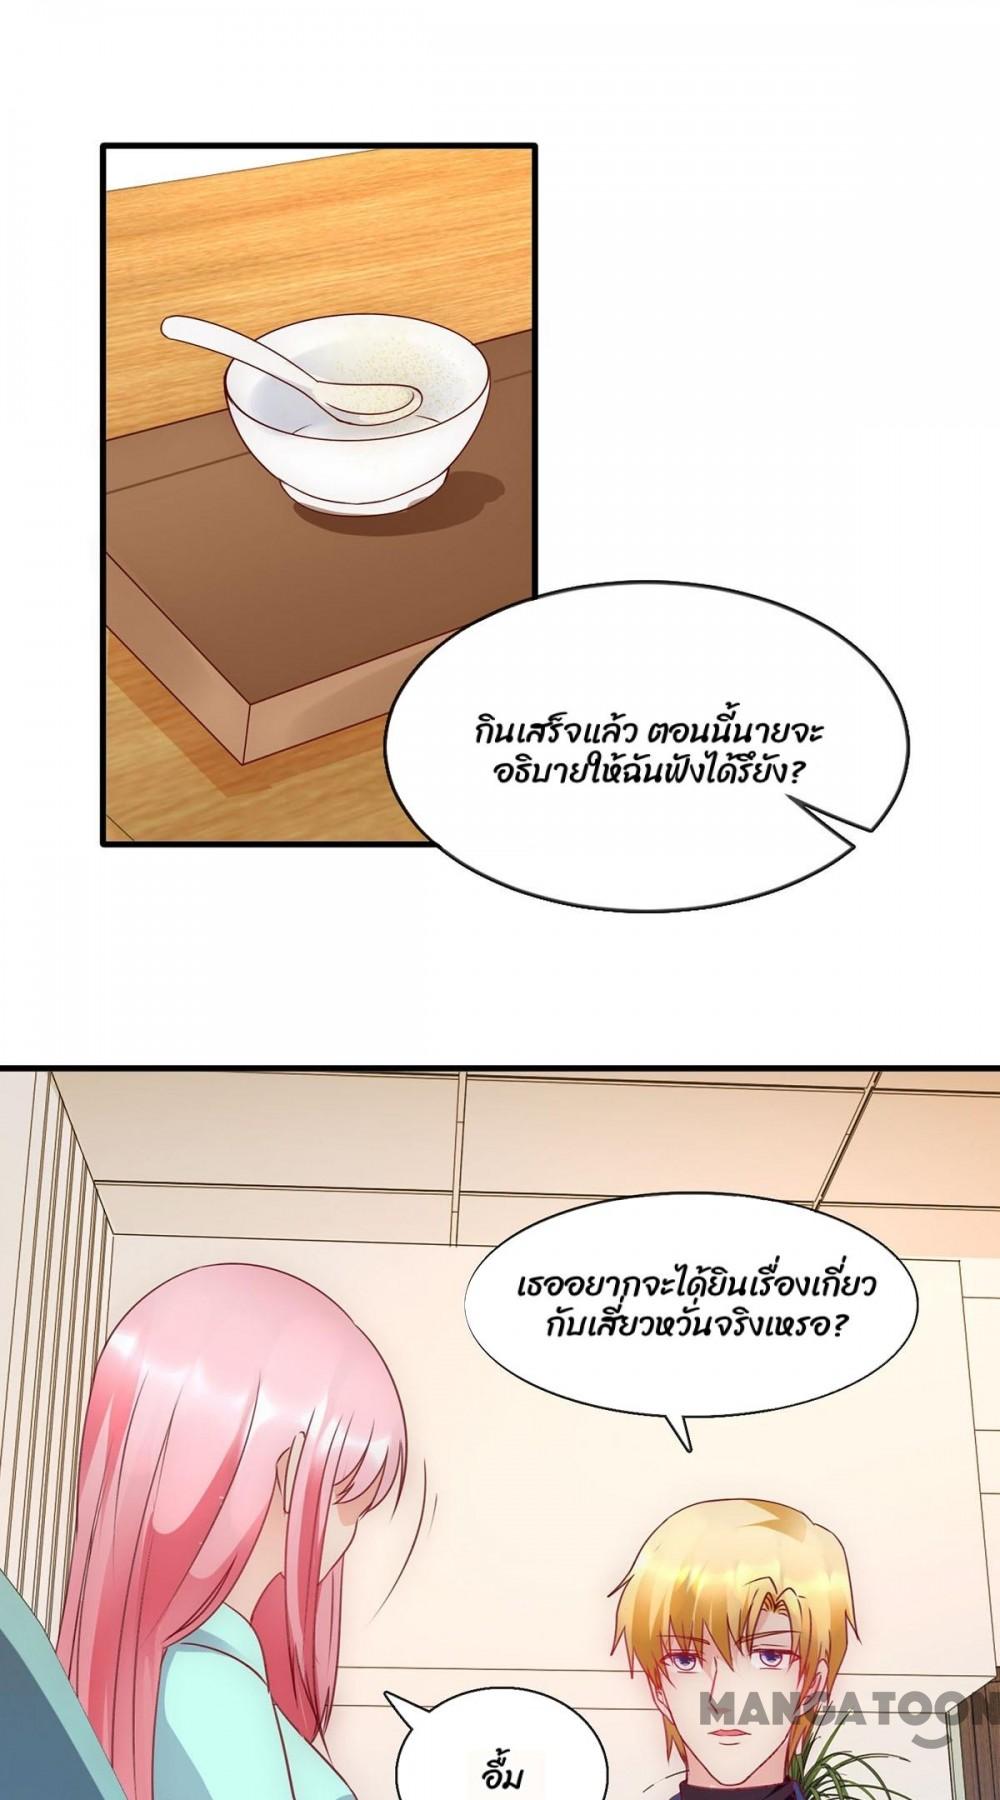 กินเสร็จแล้ว ตอนนี้นายจะ
อธิบายให้ฉันฟังได้รึยัง?
เธออยากจะได้ยินเรื่องเกี่ยว
กับเสี่ยวหวั่นจริงเหรอ?
MANGATOON
อื้ม